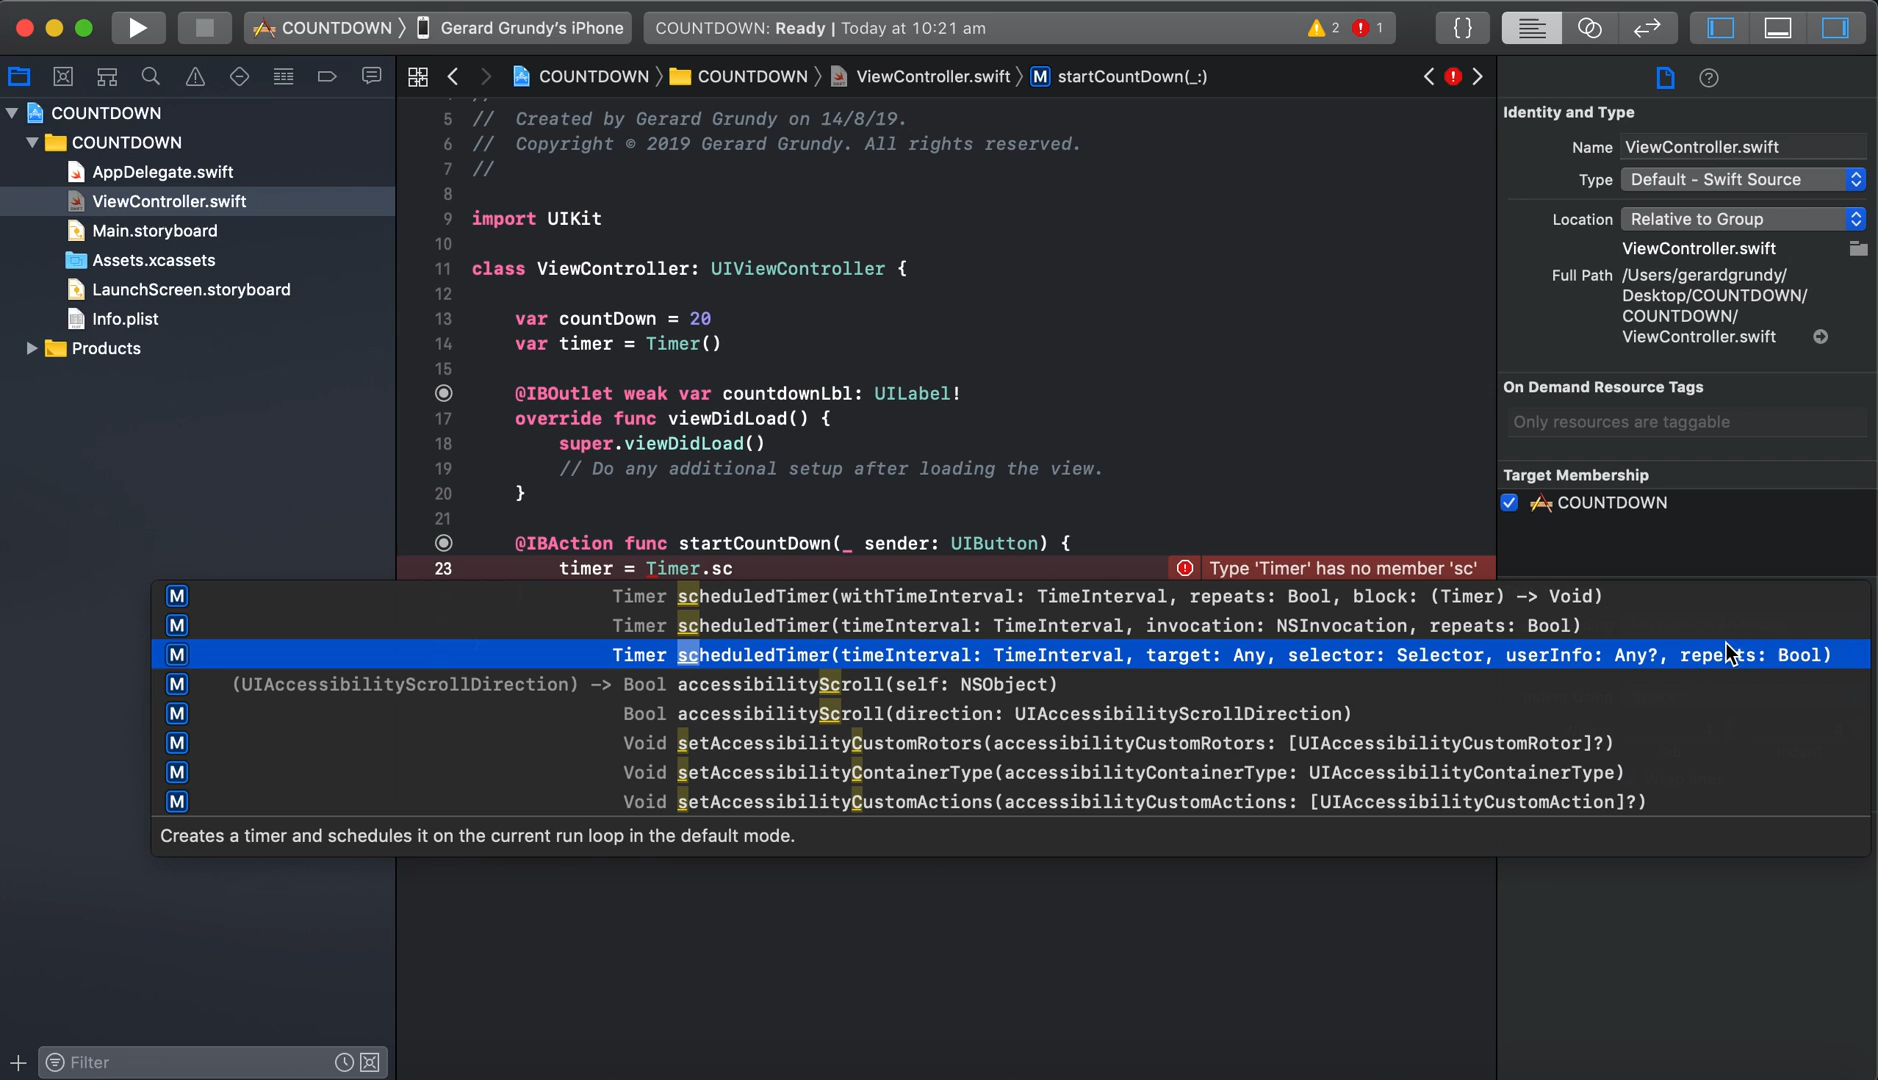 COUNTDOWN 〉 Gerard Grundy's iPhone
COUNTDOWN: Ready | Today at 10:21 am
2
1
{}
COUNTDOWN 〉 COUNTDOWN 〉 ViewController.swift 〉 M startCountDown(_:)
COUNTDOWN
COUNTDOWN
AppDelegate.swift
ViewController.swift
Main.storyboard
Assets.xcassets
LaunchScreen.storyboard
Info.plist
Products
5 // Created by Gerard Grundy on 14/8/19.
6 // Copyright © 2019 Gerard Grundy. All rights reserved.
7 //
8
9 import UIKit
10
11 class ViewController: UIViewController {
12
13 var countDown = 20
14 var timer = Timer()
15
@IBOutlet weak var countdownLbl: UILabel!
17 override func viewDidLoad() {
18 super.viewDidLoad()
19 // Do any additional setup after loading the view.
20 }
21
@IBAction func startCountDown(_ sender: UIButton) {
23 timer = Timer.sc
Type 'Timer' has no member 'sc'
M Timer scheduledTimer(withTimeInterval: TimeInterval, repeats: Bool, block: (Timer) -> Void)
M Timer scheduledTimer(timeInterval: TimeInterval, invocation: NSInvocation, repeats: Bool)
M Timer scheduledTimer(timeInterval: TimeInterval, target: Any, selector: Selector, userInfo: Any?, repeats: Bool)
M (UIAccessibilityScrollDirection) -> Bool accessibilityScroll(self: NSObject)
M Bool accessibilityScroll(direction: UIAccessibilityScrollDirection)
M Void setAccessibilityCustomRotors(accessibilityCustomRotors: [UIAccessibilityCustomRotor]?)
M Void setAccessibilityContainerType(accessibilityContainerType: UIAccessibilityContainerType)
M Void setAccessibilityCustomActions(accessibilityCustomActions: [UIAccessibilityCustomAction]?)
Creates a timer and schedules it on the current run loop in the default mode.
Identity and Type
Name ViewController.swift
Type Default - Swift Source
Location Relative to Group
ViewController.swift
Full Path /Users/gerardgrundy/
Desktop/COUNTDOWN/
COUNTDOWN/
ViewController.swift
On Demand Resource Tags
Only resources are taggable
Target Membership
COUNTDOWN
Filter